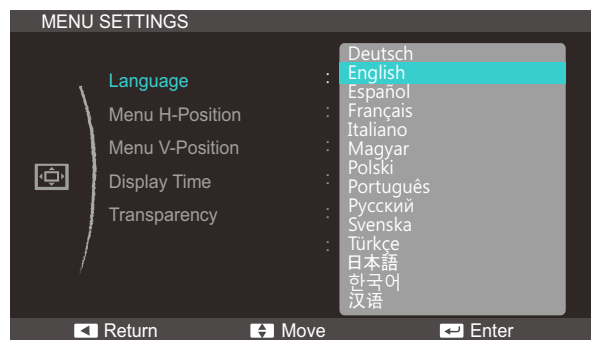 MENU SETTINGS
Language :
Menu H-Position :
Menu V-Position :
Display Time :
Transparency :
:
Deutsch
English
Español
Français
Italiano
Magyar
Polski
Português
Русский
Svenska
Türkçe
日本語
한국어
汉语
Return Move Enter